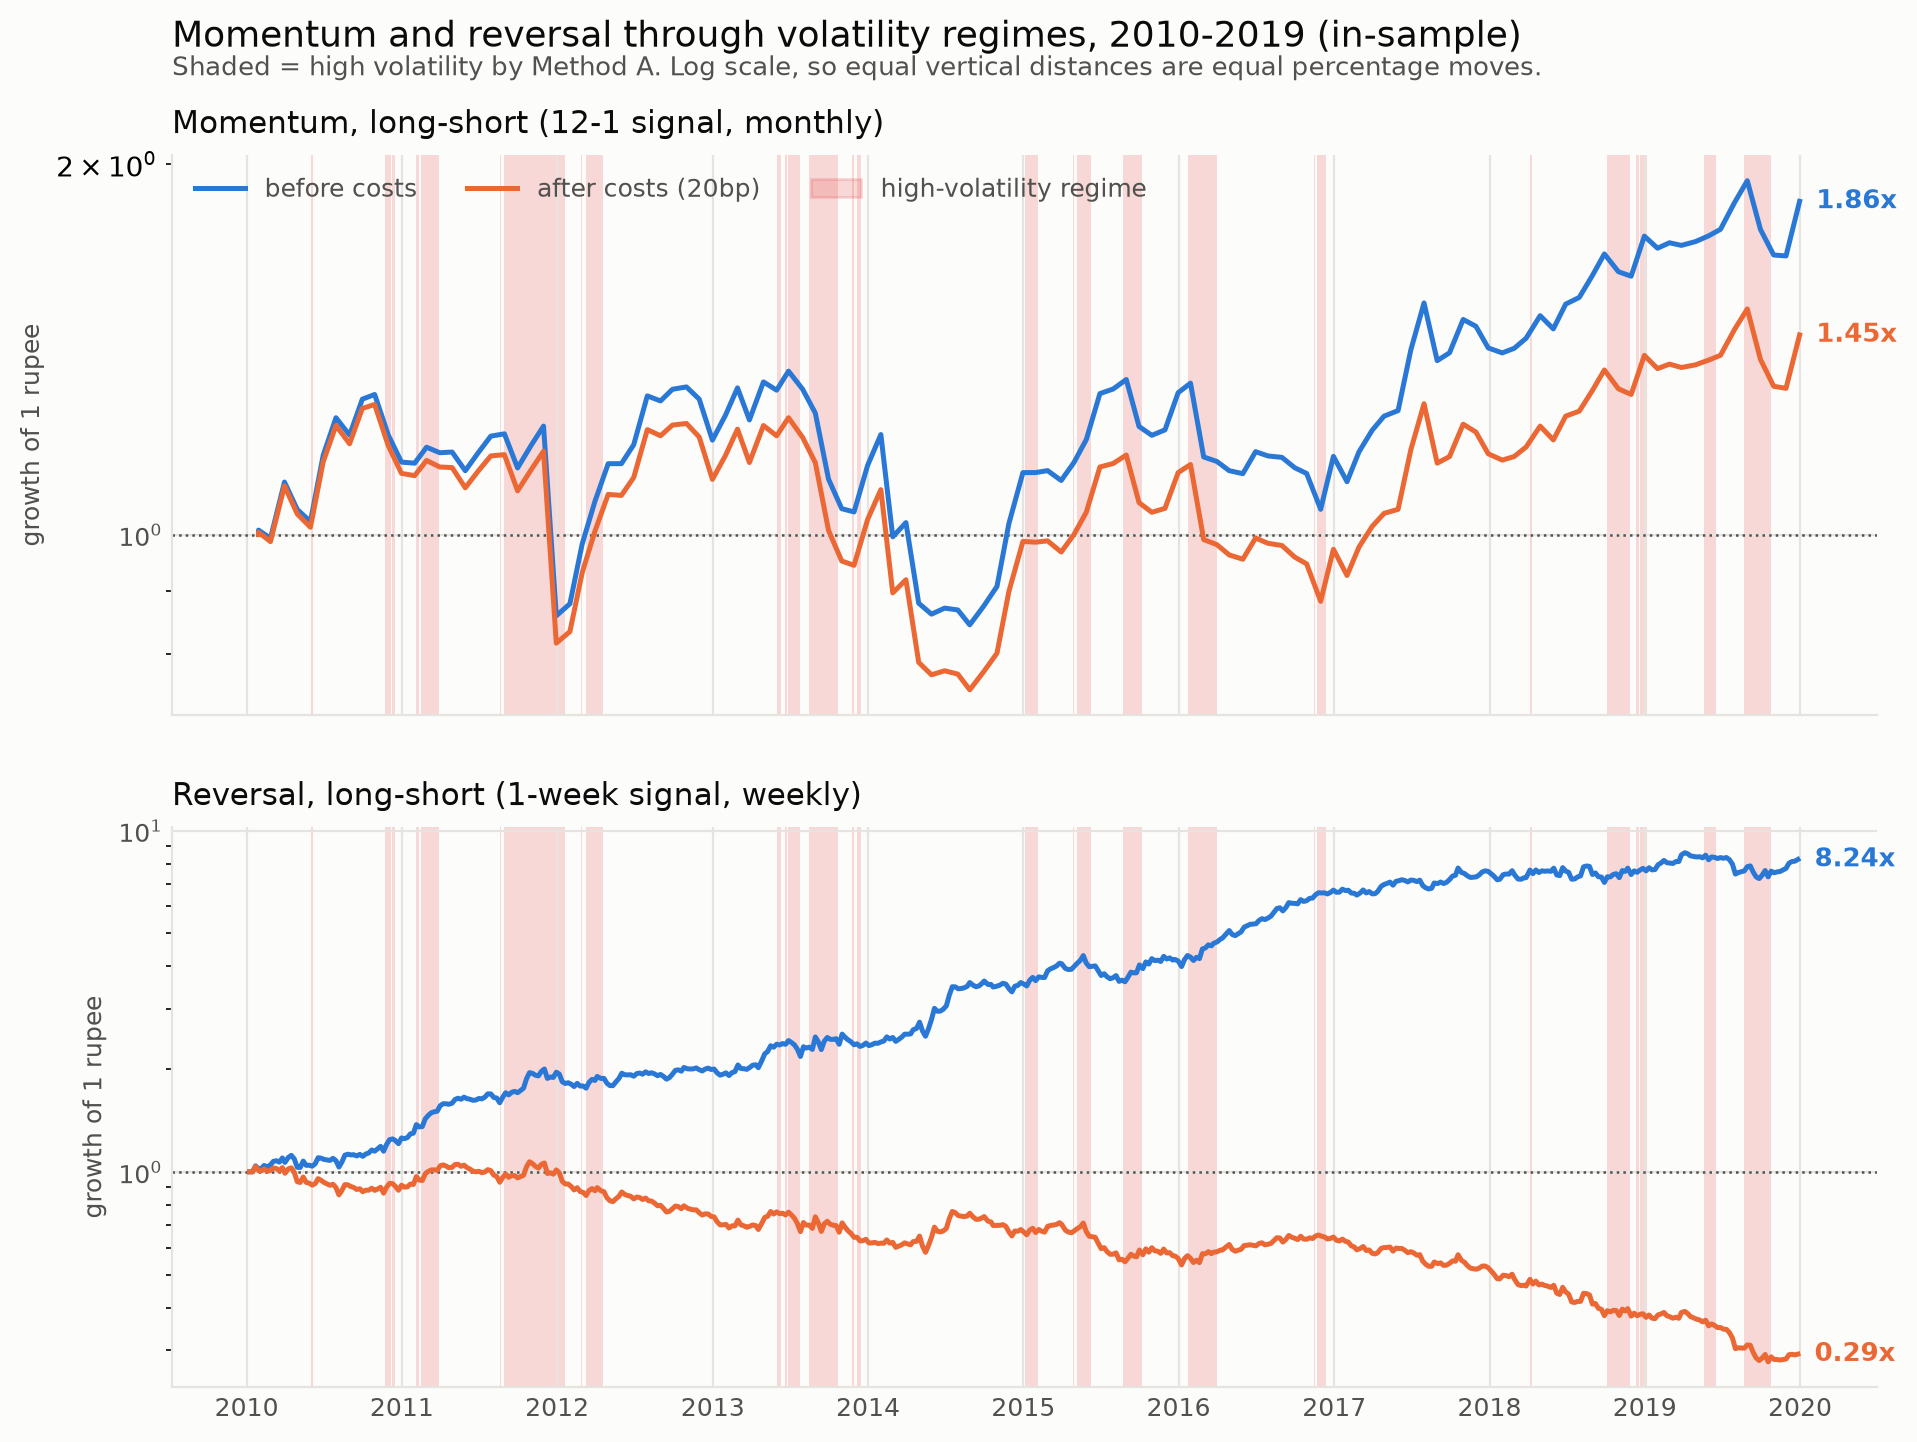 Momentum and reversal through volatility regimes, 2010-2019 (in-sample)
Shaded = high volatility by Method A. Log scale, so equal vertical distances are equal percentage moves.
Momentum, long-short (12-1 signal, monthly)
2 × 10⁰
before costs after costs (20bp) high-volatility regime
1.86x
1.45x
growth of 1 rupee
10⁰
Reversal, long-short (1-week signal, weekly)
10¹
8.24x
growth of 1 rupee
10⁰
0.29x
2010 2011 2012 2013 2014 2015 2016 2017 2018 2019 2020